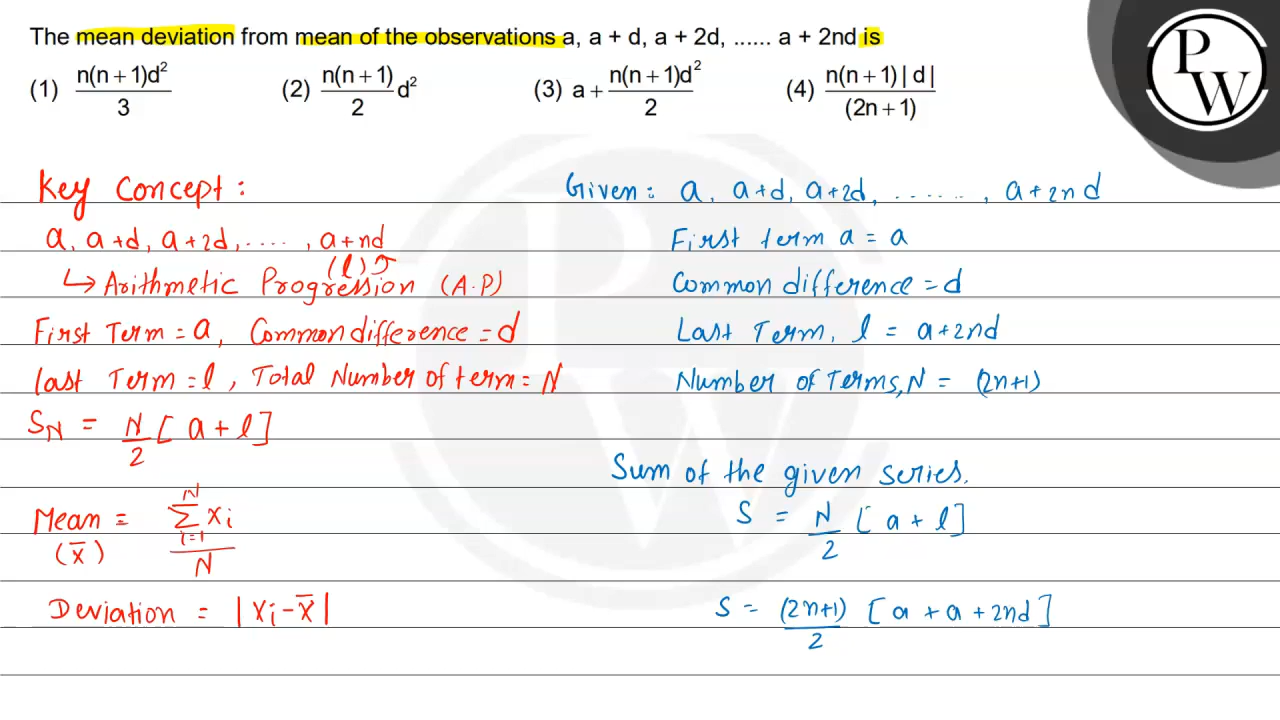 The mean deviation from mean of the observations a, a + d, a + 2d, ...... a + 2nd is
(1) n(n + 1)d²/3 (2) n(n + 1)/2 d² (3) a + n(n + 1)d²/2 (4) n(n + 1) | d |/(2n + 1)
PW
Key Concept:
a, a+d, a+2d, ...., a+nd
(l)
↳ Arithmetic Progression (A.P)
First Term = a, Common difference = d
Last Term = l, Total Number of term = N
S_N = N/2 [a + l]
Mean (x̄) = ∑_{i=1}^{N} xi / N
Deviation = |xi - x̄|
Given: a, a+d, a+2d, ......., a+2nd
First term a = a
Common difference = d
Last Term, l = a+2nd
Number of Terms, N = (2n+1)
Sum of the given series.
S = N/2 [a + l]
S = (2n+1)/2 [a + a + 2nd]